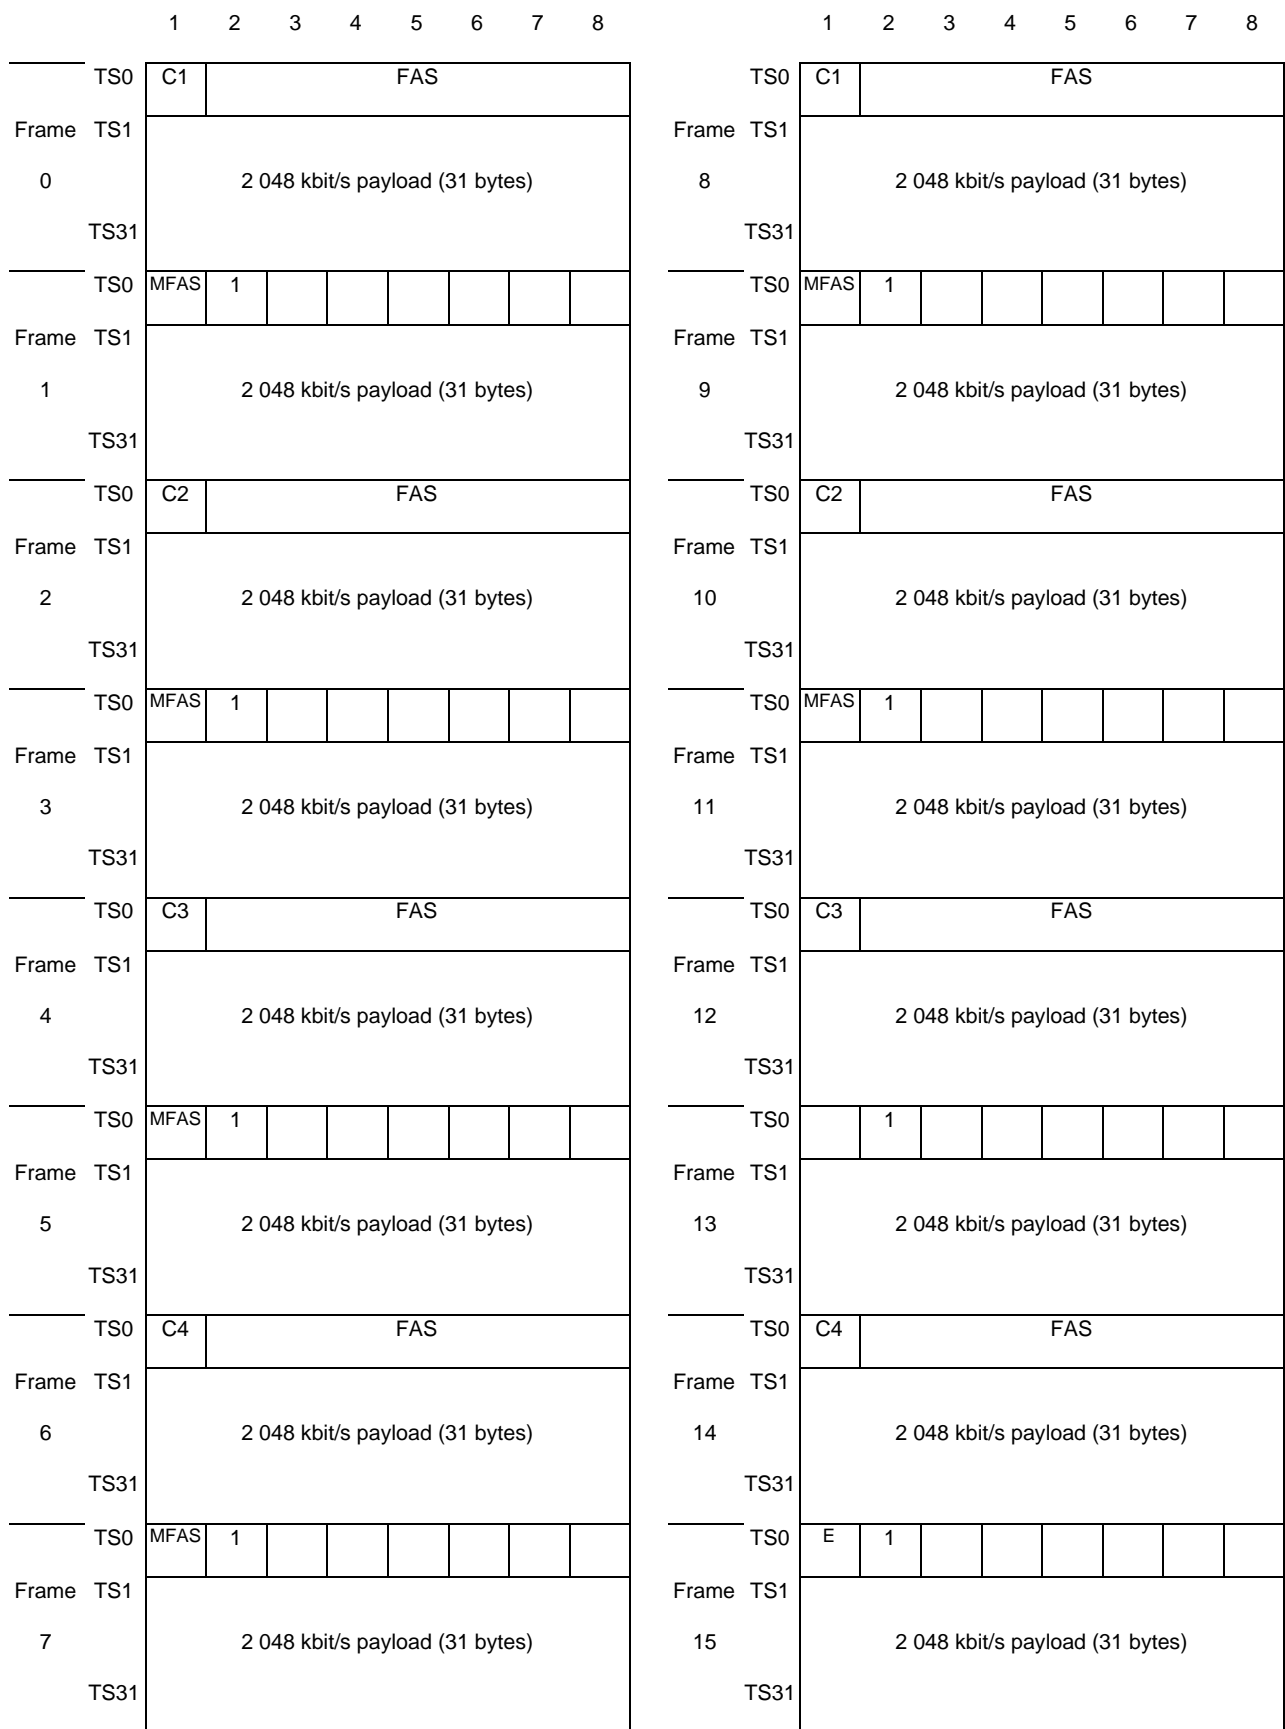 1 2 3 4 5 6 7 8 1 2 3 4 5 6 7 8
TS0 C1 FAS TS0 C1 FAS
Frame TS1 Frame TS1
0 2 048 kbit/s payload (31 bytes) 8 2 048 kbit/s payload (31 bytes)
TS31 TS31
TS0 MFAS 1 TS0 MFAS 1
Frame TS1 Frame TS1
1 2 048 kbit/s payload (31 bytes) 9 2 048 kbit/s payload (31 bytes)
TS31 TS31
TS0 C2 FAS TS0 C2 FAS
Frame TS1 Frame TS1
2 2 048 kbit/s payload (31 bytes) 10 2 048 kbit/s payload (31 bytes)
TS31 TS31
TS0 MFAS 1 TS0 MFAS 1
Frame TS1 Frame TS1
3 2 048 kbit/s payload (31 bytes) 11 2 048 kbit/s payload (31 bytes)
TS31 TS31
TS0 C3 FAS TS0 C3 FAS
Frame TS1 Frame TS1
4 2 048 kbit/s payload (31 bytes) 12 2 048 kbit/s payload (31 bytes)
TS31 TS31
TS0 MFAS 1 TS0 1
Frame TS1 Frame TS1
5 2 048 kbit/s payload (31 bytes) 13 2 048 kbit/s payload (31 bytes)
TS31 TS31
TS0 C4 FAS TS0 C4 FAS
Frame TS1 Frame TS1
6 2 048 kbit/s payload (31 bytes) 14 2 048 kbit/s payload (31 bytes)
TS31 TS31
TS0 MFAS 1 TS0 E 1
Frame TS1 Frame TS1
7 2 048 kbit/s payload (31 bytes) 15 2 048 kbit/s payload (31 bytes)
TS31 TS31